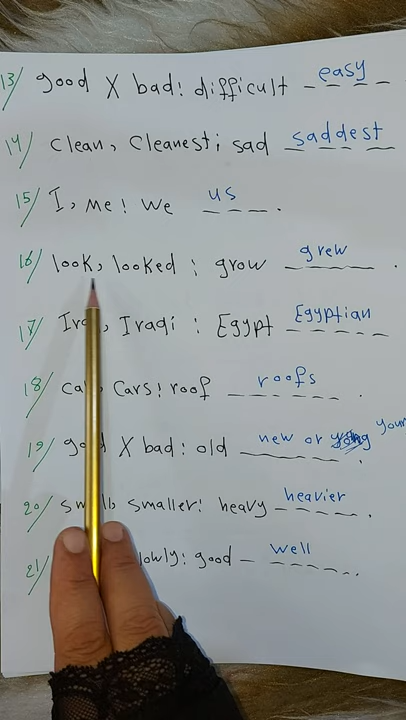 13/ good X bad: difficult easy
14/ clean, cleanest; sad saddest
15/ I, me! we us .
16/ look, looked : grow grew .
17/ Iraqi : Egypt Egyptian
18/ Cars! roof roofs .
19/ X bad: old new or .
20/ smaller! heavy heavier .
21/ good – well .